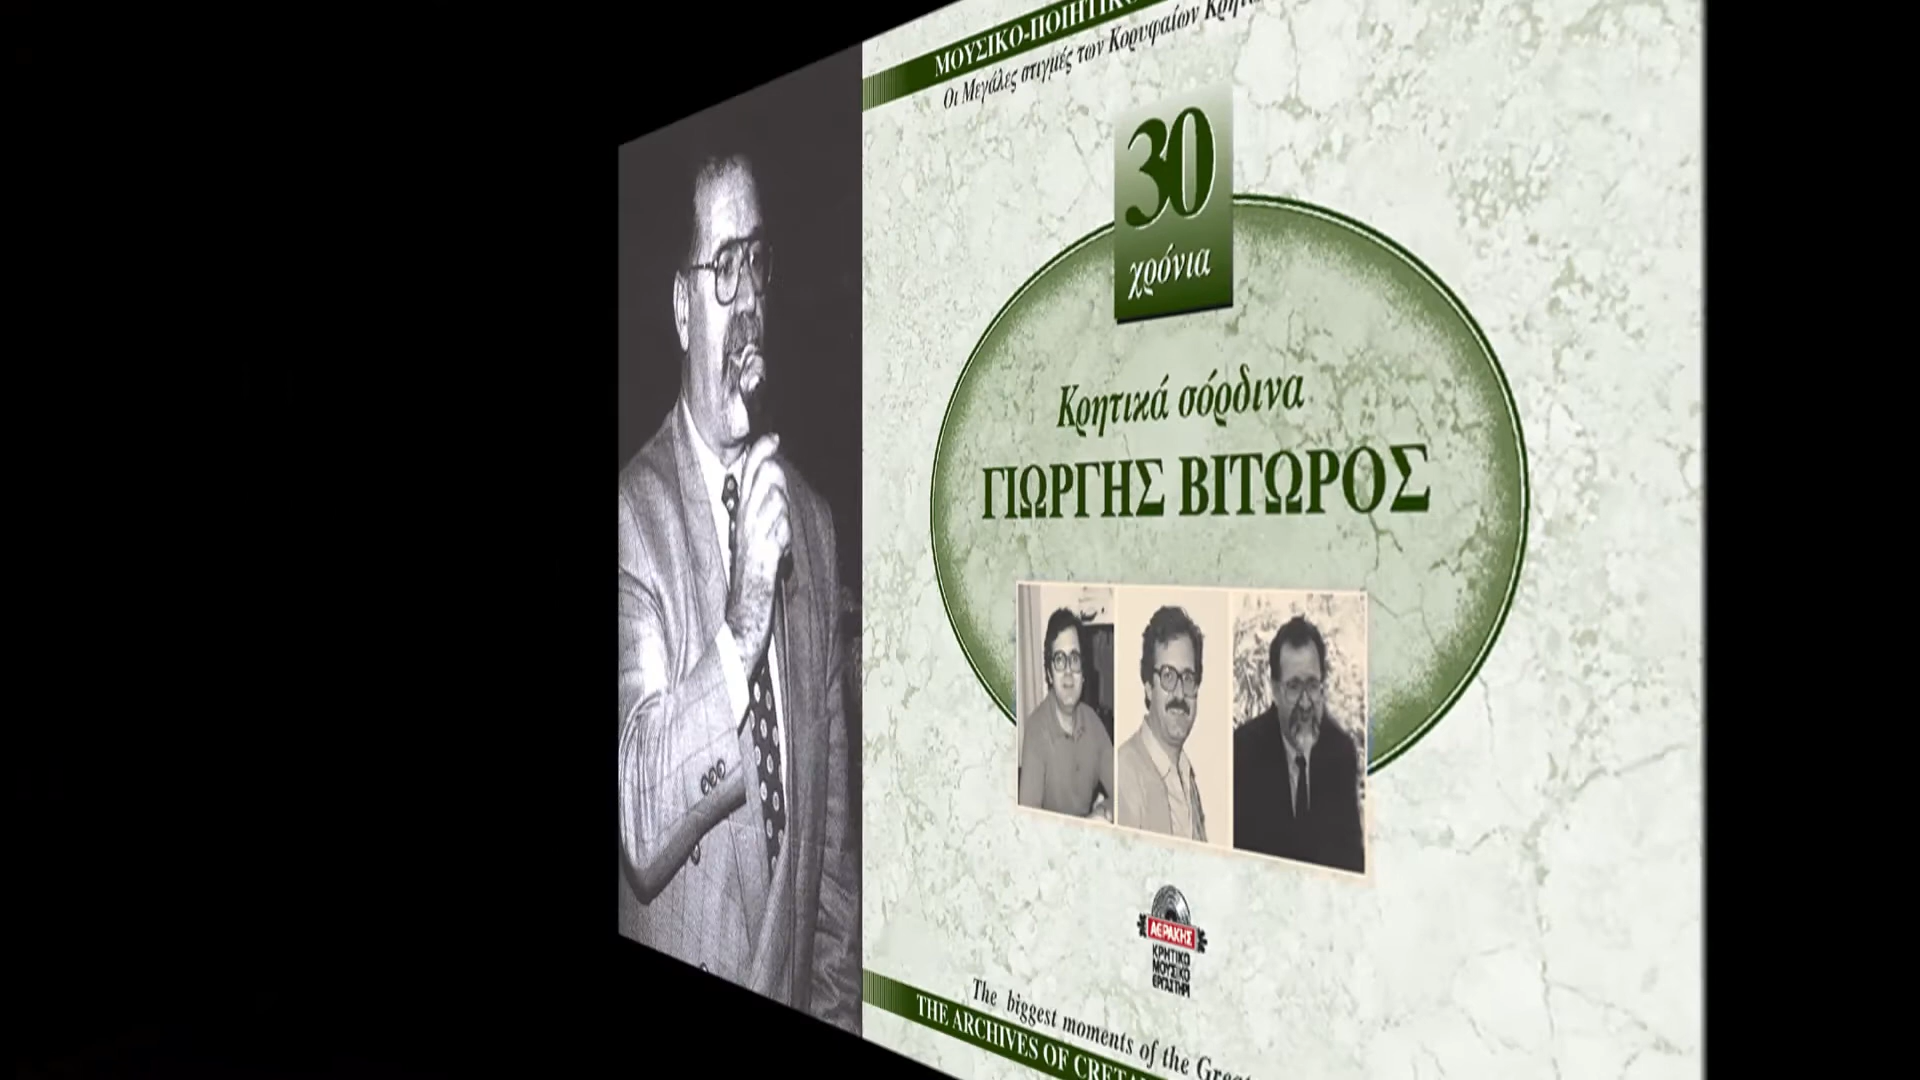 ΜΟΥΣΙΚΟ-ΠΟΙΗΤΙΚΟ
Οι Μεγάλες στιγμές των Κορυφαίων
30
χρόνια
Κρητικά σόρδινα
ΓΙΩΡΓΗΣ ΒΙΤΩΡΟΣ
ΑΕΡΑΚΗΣ
ΚΡΗΤΙΚΟ
ΜΟΥΣΙΚΟ
ΕΡΓΑΣΤΗΡΙ
The biggest moments of the
THE ARCHIVES OF